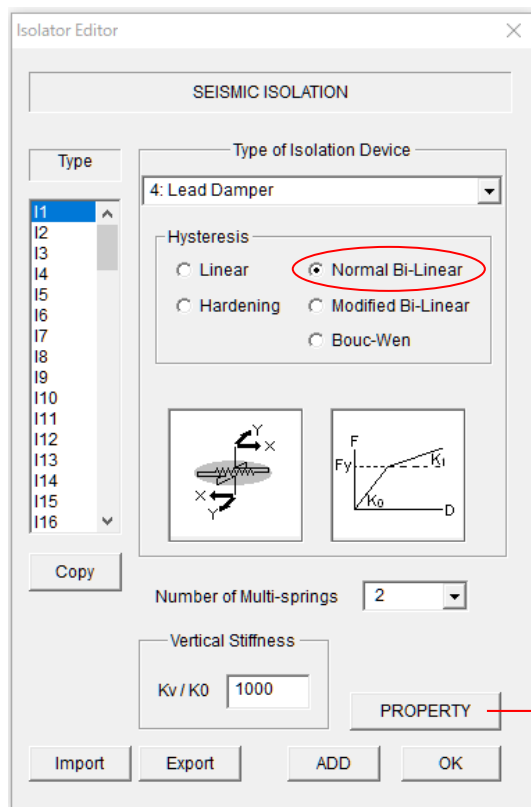 Isolator Editor
SEISMIC ISOLATION
Type
I1
I2
I3
I4
I5
I6
I7
I8
I9
I10
I11
I12
I13
I14
I15
I16
Copy
Type of Isolation Device
4: Lead Damper
Hysteresis
Linear
Normal Bi-Linear
Hardening
Modified Bi-Linear
Bouc-Wen
Y
X
X
Y
F
Fy
K1
K0
D
Number of Multi-springs
2
Vertical Stiffness
Kv / K0
1000
PROPERTY
Import
Export
ADD
OK